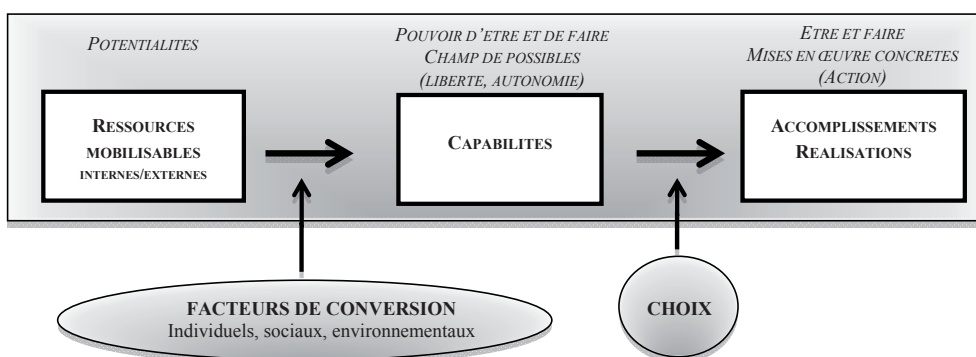 POTENTIALITES
POUVOIR D'ETRE ET DE FAIRE
CHAMP DE POSSIBLES
(LIBERTE, AUTONOMIE)
ETRE ET FAIRE
MISES EN ŒUVRE CONCRETES
(ACTION)
RESSOURCES
MOBILISABLES
INTERNES/EXTERNES
CAPABILITES
ACCOMPLISSEMENTS
REALISATIONS
FACTEURS DE CONVERSION
Individuels, sociaux, environnementaux
CHOIX